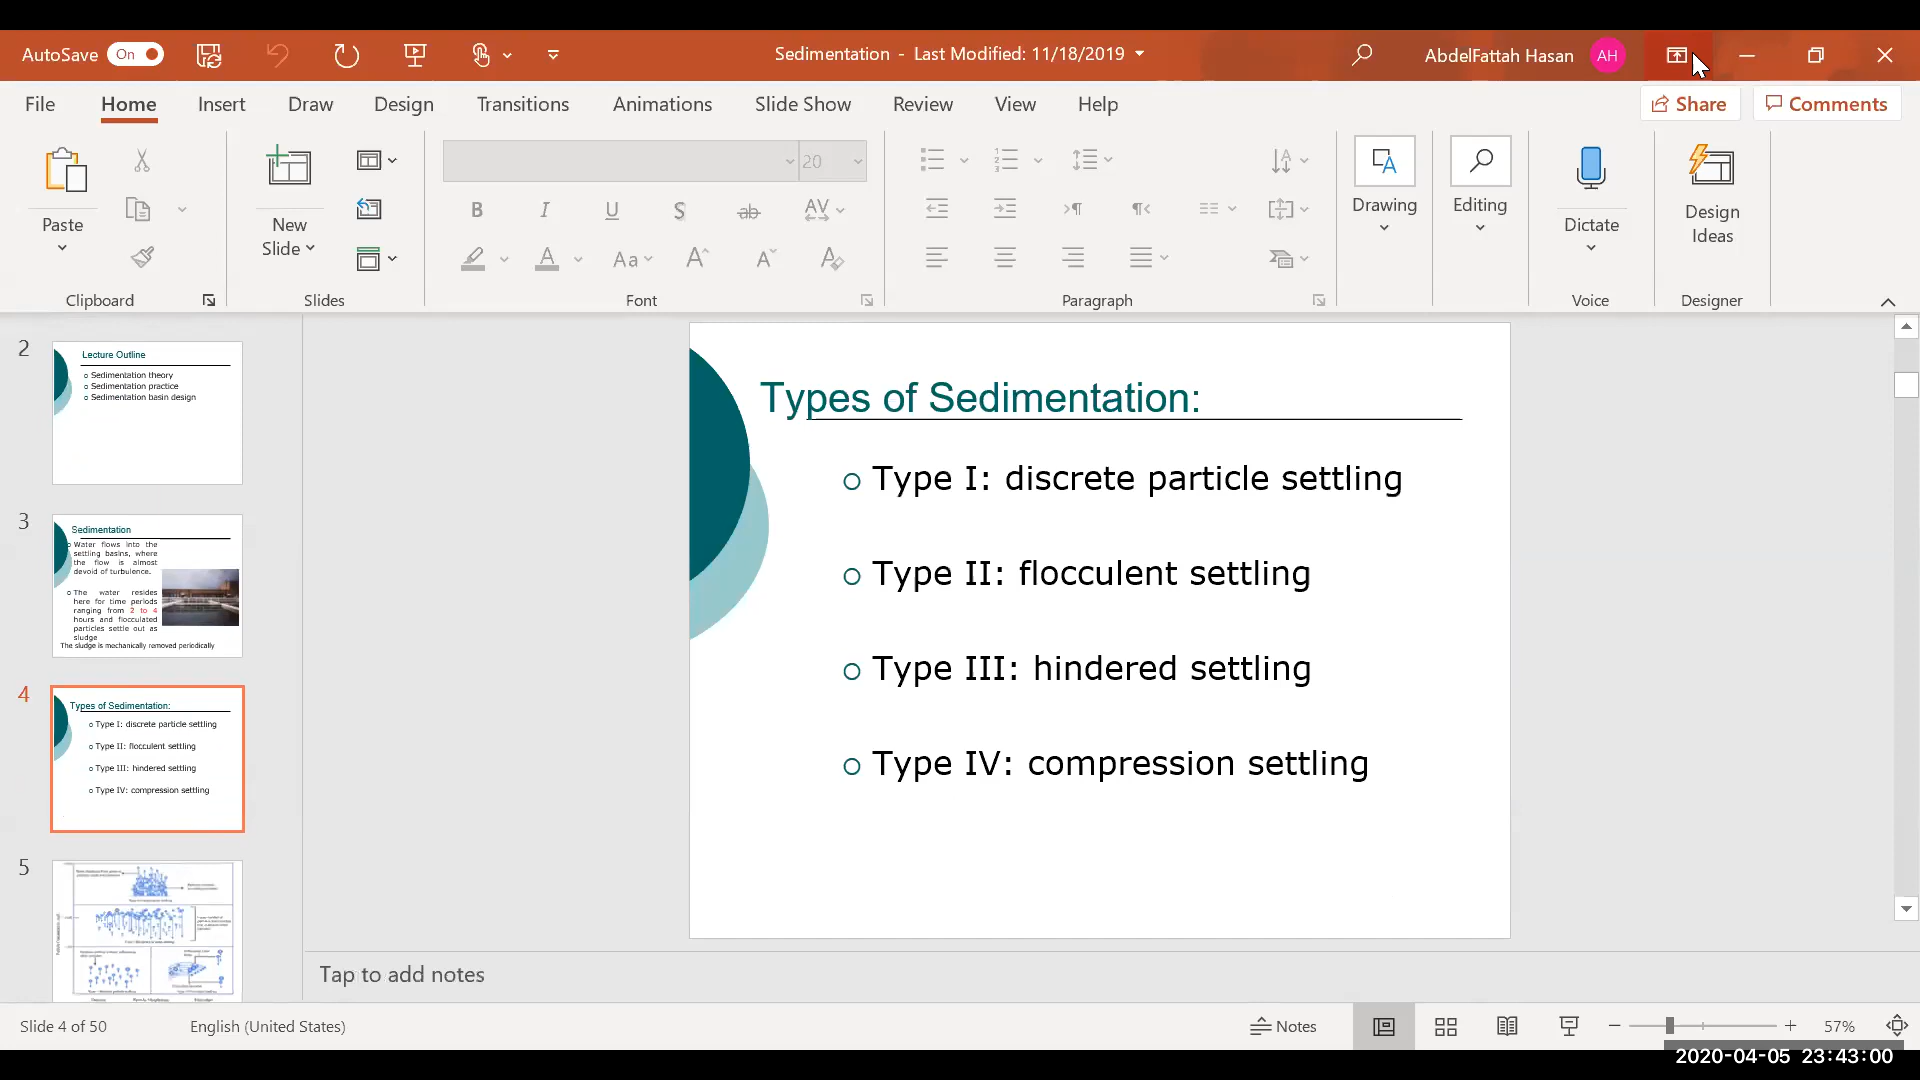 AutoSave On
Sedimentation - Last Modified: 11/18/2019
AbdelFattah Hasan AH
File Home Insert Draw Design Transitions Animations Slide Show Review View Help
Share Comments
Paste
New
Slide
20
B I U S ab AV
A Aa A A A
Drawing
Editing
Dictate
Design
Ideas
Clipboard Slides Font Paragraph Voice Designer
2
Lecture Outline
Sedimentation theory
Sedimentation practice
Sedimentation basin design
3
Sedimentation
Water flows into the
settling basins, where
the flow is almost
devoid of turbulence.
The water resides
here for time periods
ranging from 2 to 4
hours and flocculated
particles settle out as
sludge
The sludge is mechanically removed periodically
4
Types of Sedimentation:
Type I: discrete particle settling
Type II: flocculent settling
Type III: hindered settling
Type IV: compression settling
5
Types of Sedimentation:
Type I: discrete particle settling
Type II: flocculent settling
Type III: hindered settling
Type IV: compression settling
Tap to add notes
Slide 4 of 50 English (United States) Notes 57%
2020-04-05 23:43:00